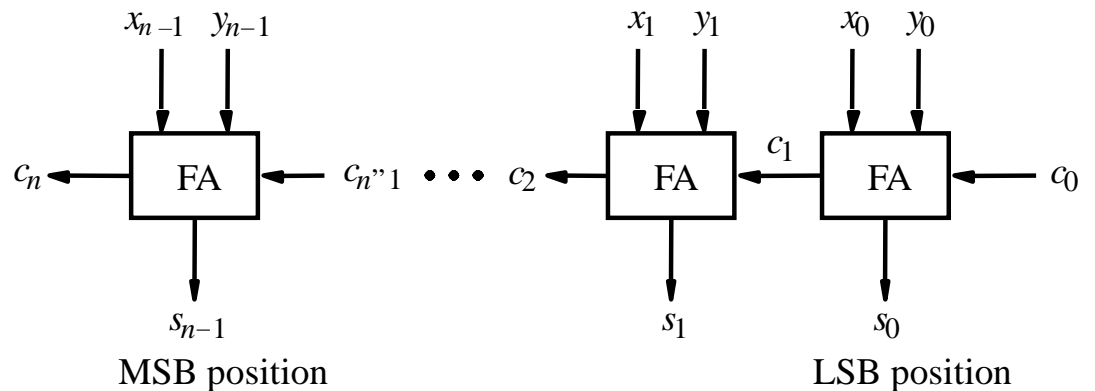 xₙ₋₁ yₙ₋₁ x₁ y₁ x₀ y₀
cₙ FA cₙ”₁ • • • c₂ FA c₁ FA c₀
sₙ₋₁ s₁ s₀
MSB position LSB position